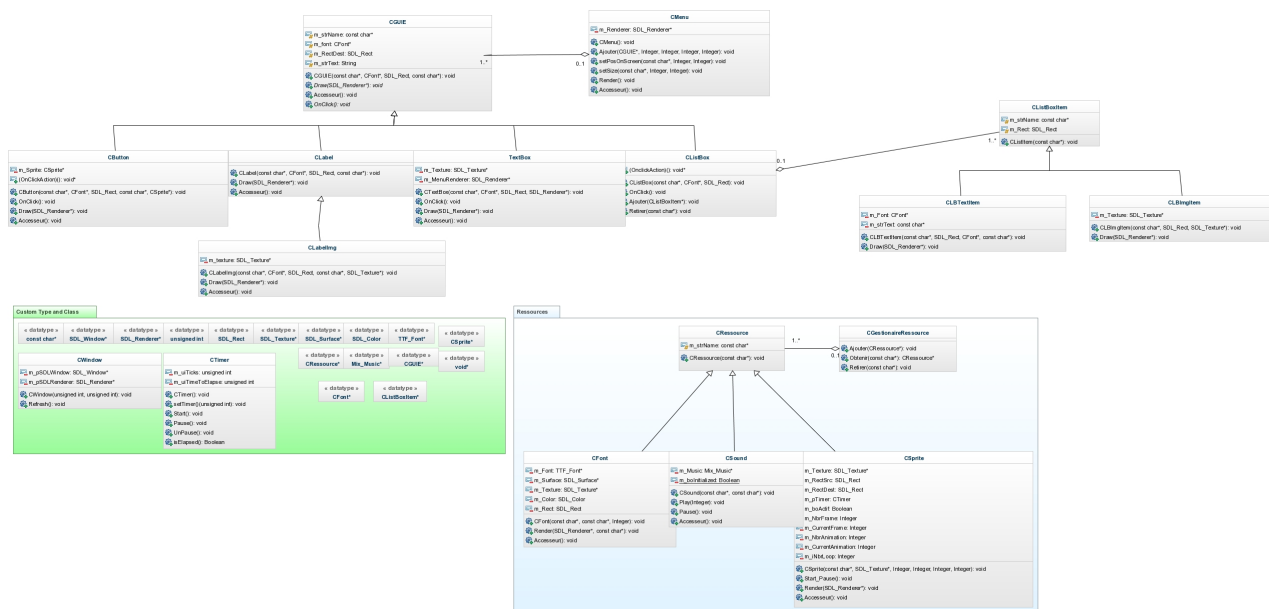 CGUIE
m_strName: const char*
m_font: CFont*
m_RectDest: SDL_Rect
m_strText: String
CGUIE(const char*, CFont*, SDL_Rect, const char*): void
Draw(SDL_Renderer*): void
Accesseur(): void
OnClick(): void
1..*
0..1
CMenu
m_Renderer: SDL_Renderer*
CMenu(): void
Ajouter(CGUIE*, Integer, Integer, Integer, Integer): void
setPosOnScreen(const char*, Integer, Integer): void
setSize(const char*, Integer, Integer): void
Render(): void
Accesseur(): void
CListBoxItem
m_strName: const char*
m_Rect: SDL_Rect
CListItem(const char*): void
1..*
0..1
CButton
m_Sprite: CSprite*
(OnClickAction)(): void*
CButton(const char*, CFont*, SDL_Rect, const char*, CSprite*): void
OnClick(): void
Draw(SDL_Renderer*): void
Accesseur(): void
CLabel
CLabel(const char*, CFont*, SDL_Rect, const char*): void
Draw(SDL_Renderer*): void
Accesseur(): void
TextBox
m_Texture: SDL_Texture*
m_MenuRenderer: SDL_Renderer*
CTextBox(const char*, CFont*, SDL_Rect, SDL_Renderer*): void
OnClick(): void
Draw(SDL_Renderer*): void
Accesseur(): void
CListBox
(OnclickAction)(): void*
CListBox(const char*, CFont*, SDL_Rect): void
OnClick(): void
Ajouter(CListBoxItem*): void
Retirer(const char*): void
CLBTextItem
m_Font: CFont*
m_strText: const char*
CLBTextItem(const char*, SDL_Rect, CFont*, const char*): void
Draw(SDL_Renderer*): void
CLBImgItem
m_Texture: SDL_Texture*
CLBImgItem(const char*, SDL_Rect, SDL_Texture*): void
Draw(SDL_Renderer*): void
CLabelImg
m_texture: SDL_Texture*
CLabelImg(const char*, CFont*, SDL_Rect, const char*, SDL_Texture*): void
Draw(SDL_Renderer*): void
Accesseur(): void
Custom Type and Class
« datatype »
const char*
« datatype »
SDL_Window*
« datatype »
SDL_Renderer*
« datatype »
unsigned int
« datatype »
SDL_Rect
« datatype »
SDL_Texture*
« datatype »
SDL_Surface*
« datatype »
SDL_Color
« datatype »
TTF_Font*
« datatype »
CSprite*
« datatype »
CRessource*
« datatype »
Mix_Music*
« datatype »
CGUIE*
« datatype »
void*
« datatype »
CFont*
« datatype »
CListBoxItem*
CWindow
m_pSDLWindow: SDL_Window*
m_pSDLRenderer: SDL_Renderer*
CWindow(unsigned int, unsigned int): void
Refresh(): void
CTimer
m_uiTicks: unsigned int
m_uiTimeToElapse: unsigned int
CTimer(): void
setTimer()(unsigned int): void
Start(): void
Pause(): void
UnPause(): void
isElapsed(): Boolean
Ressources
CRessource
m_strName: const char*
CRessource(const char*): void
1..*
0..1
CGestionaireRessource
Ajouter(CRessource*): void
Obtenir(const char*): CRessource*
Retirer(const char*): void
CFont
m_Font: TTF_Font*
m_Surface: SDL_Surface*
m_Texture: SDL_Texture*
m_Color: SDL_Color
m_Rect: SDL_Rect
CFont(const char*, const char*, Integer): void
Render(SDL_Renderer*, const char*): void
Accesseur(): void
CSound
m_Music: Mix_Music*
m_boInitialized: Boolean
CSound(const char*, const char*): void
Play(Integer): void
Pause(): void
Accesseur(): void
CSprite
m_Texture: SDL_Texture*
m_RectSrc: SDL_Rect
m_RectDest: SDL_Rect
m_pTimer: CTimer
m_boActif: Boolean
m_NbrFrame: Integer
m_CurrentFrame: Integer
m_NbrAnimation: Integer
m_CurrentAnimation: Integer
m_iNbrLoop: Integer
CSprite(const char*, SDL_Texture*, Integer, Integer, Integer, Integer): void
Start_Pause(): void
Render(SDL_Renderer*): void
Accesseur(): void